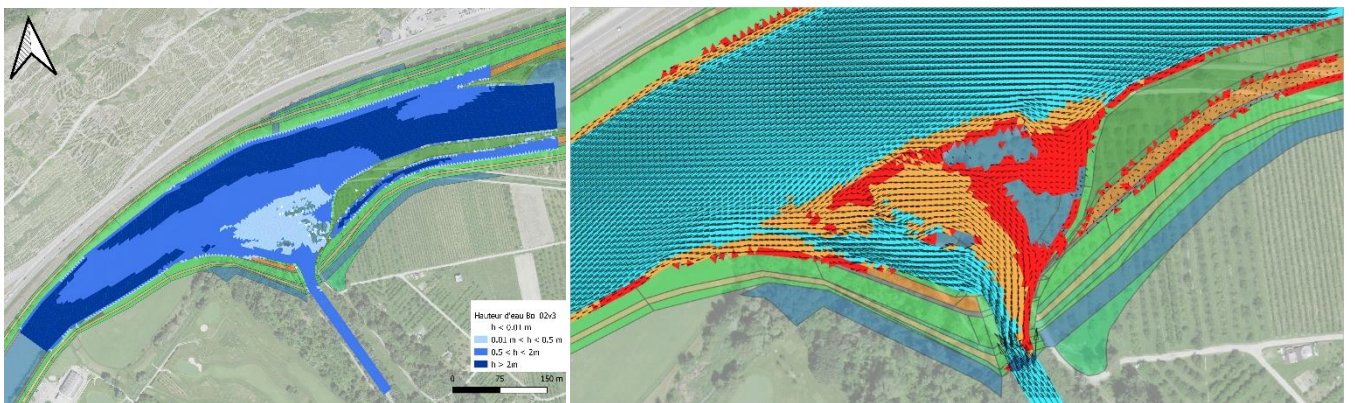 Hauteur d'eau Bo_02v3
h < 0.01 m
0.01 m < h < 0.5 m
0.5 < h < 2m
h > 2m
0 75 150 m